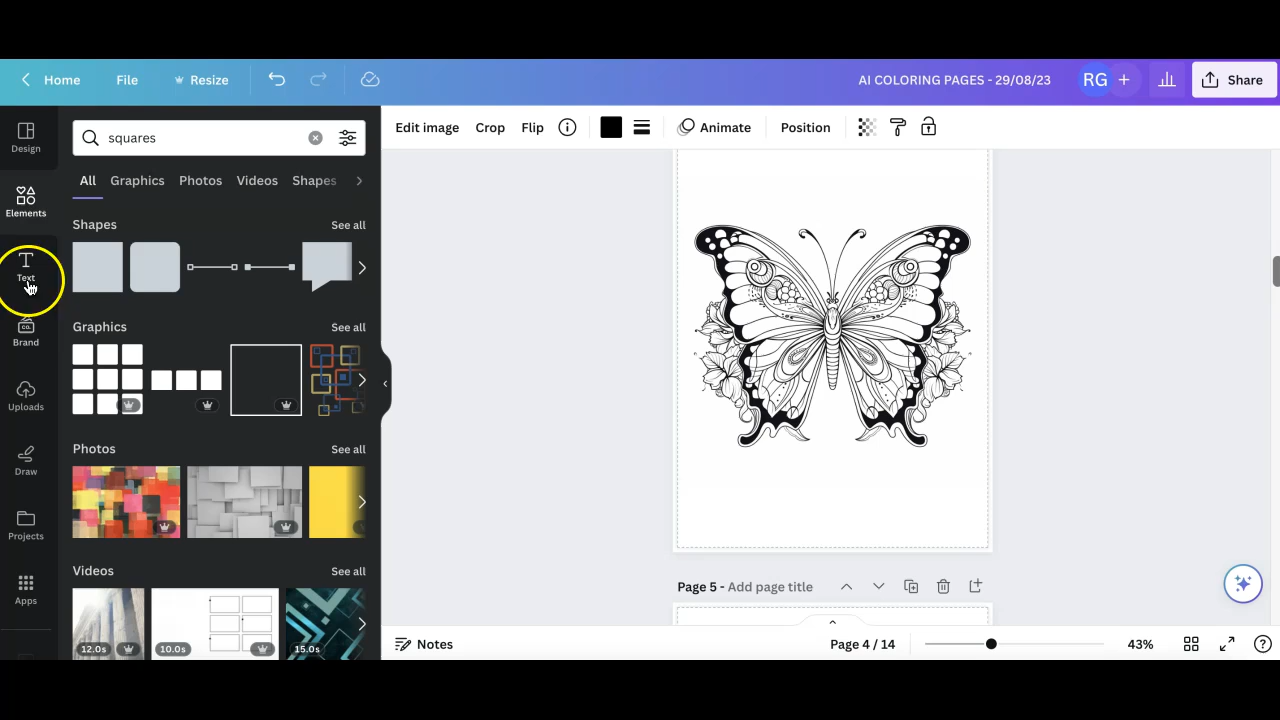 Home
File
Resize
AI COLORING PAGES - 29/08/23
RG
Share
Design
Elements
Text
Brand
CO.
Uploads
Draw
Projects
Apps
squares
All
Graphics
Photos
Videos
Shapes
Shapes
See all
Graphics
See all
Photos
See all
Videos
See all
12.0s
10.0s
15.0s
Edit image
Crop
Flip
Animate
Position
Page 5 - Add page title
Notes
Page 4 / 14
43%